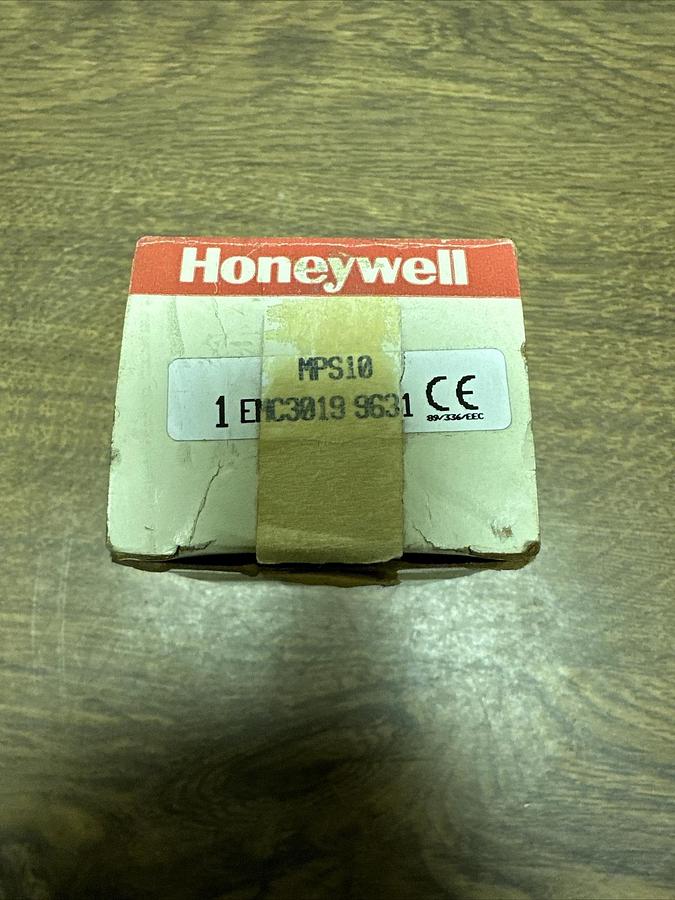 Honeywell
MPS10
1 EMC3019 9631
CE
89/336/EEC